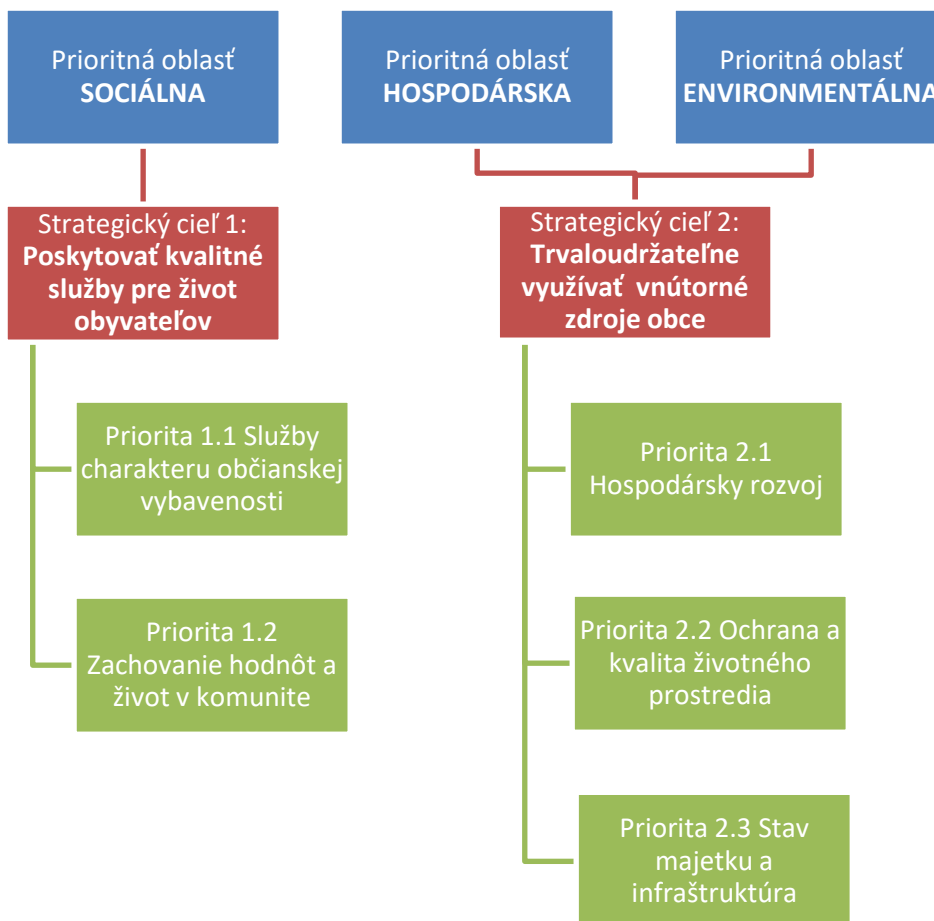 Prioritná oblasť
SOCIÁLNA
Prioritná oblasť
HOSPODÁRSKA
Prioritná oblasť
ENVIRONMENTÁLNA
Strategický cieľ 1:
Poskytovať kvalitné
služby pre život
obyvateľov
Strategický cieľ 2:
Trvaloudržateľne
využívať  vnútorné
zdroje obce
Priorita 1.1 Služby
charakteru občianskej
vybavenosti
Priorita 1.2
Zachovanie hodnôt a
život v komunite
Priorita 2.1
Hospodársky rozvoj
Priorita 2.2 Ochrana a
kvalita životného
prostredia
Priorita 2.3 Stav
majetku a
infraštruktúra